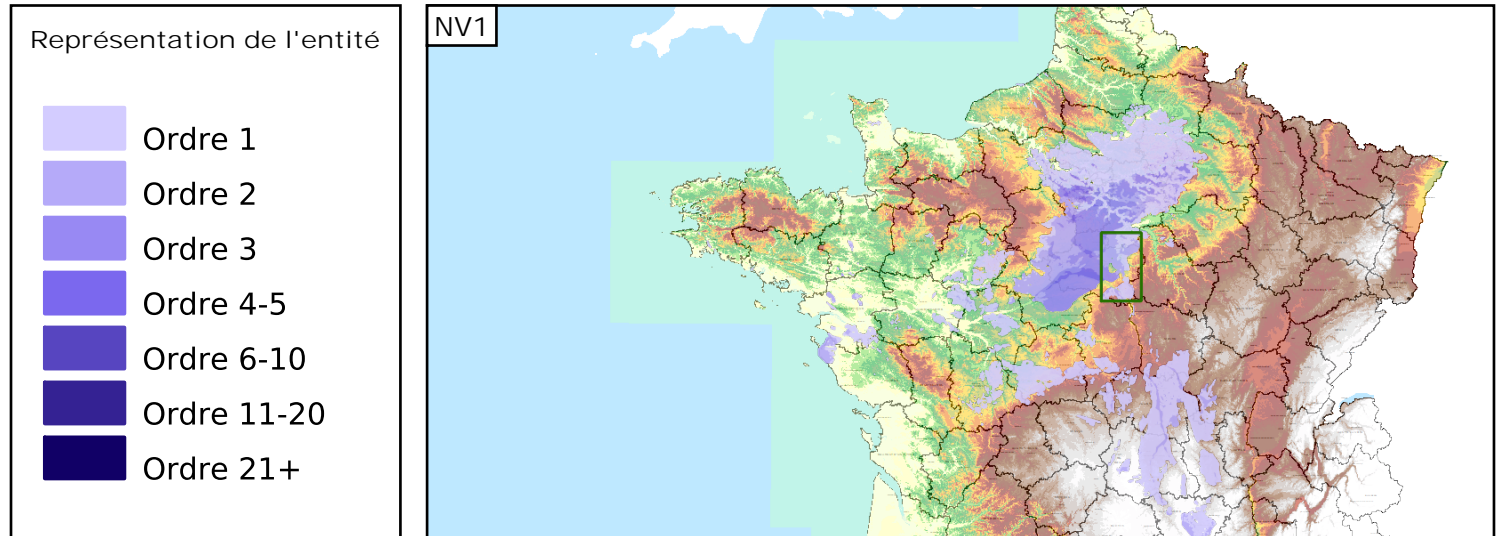 Représentation de l'entité
Ordre 1
Ordre 2
Ordre 3
Ordre 4-5
Ordre 6-10
Ordre 11-20
Ordre 21+
NV1